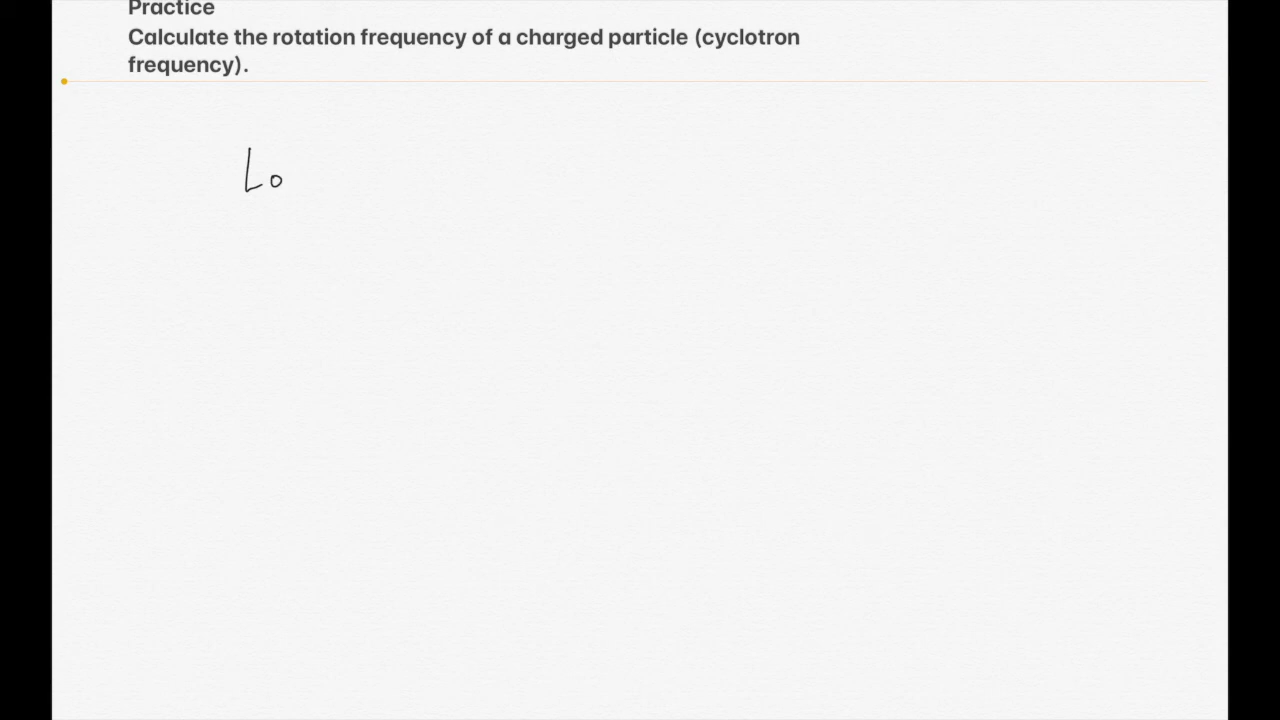 Practice
Calculate the rotation frequency of a charged particle (cyclotron
frequency).
Lo